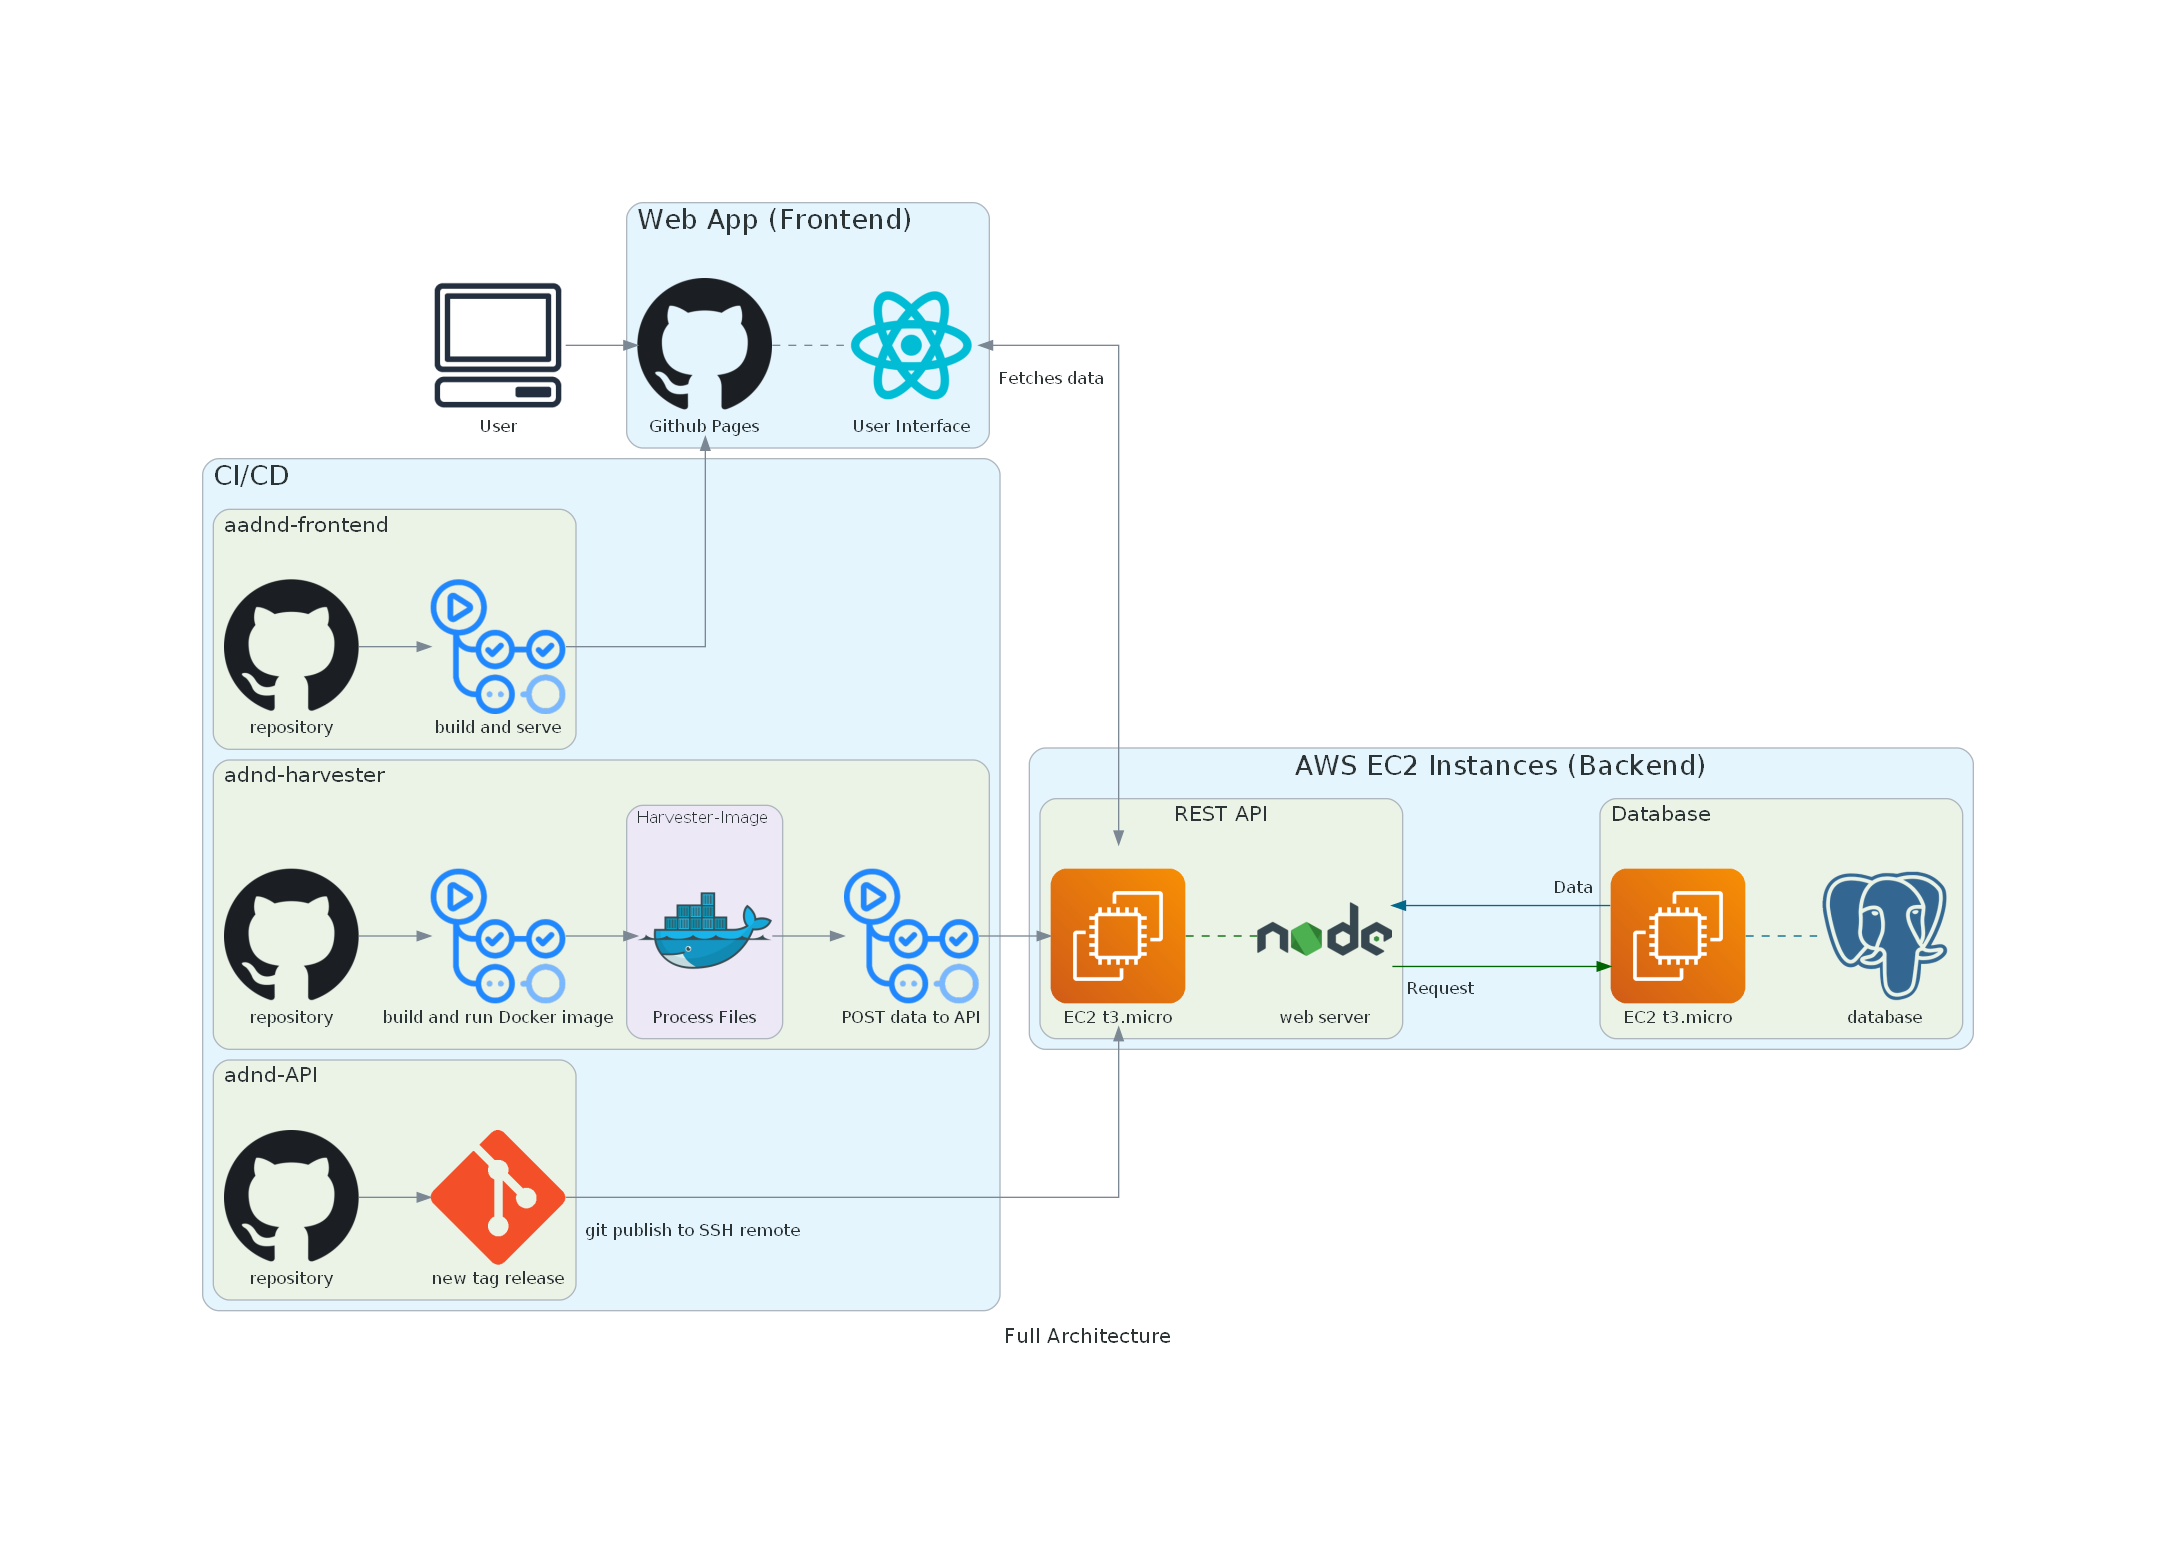 Web App (Frontend)
User
Github Pages
User Interface
Fetches data
CI/CD
aadnd-frontend
repository
build and serve
adnd-harvester
Harvester-Image
repository
build and run Docker image
Process Files
POST data to API
AWS EC2 Instances (Backend)
REST API
Database
node
Data
Request
EC2 t3.micro
web server
EC2 t3.micro
database
adnd-API
repository
new tag release
git publish to SSH remote
Full Architecture